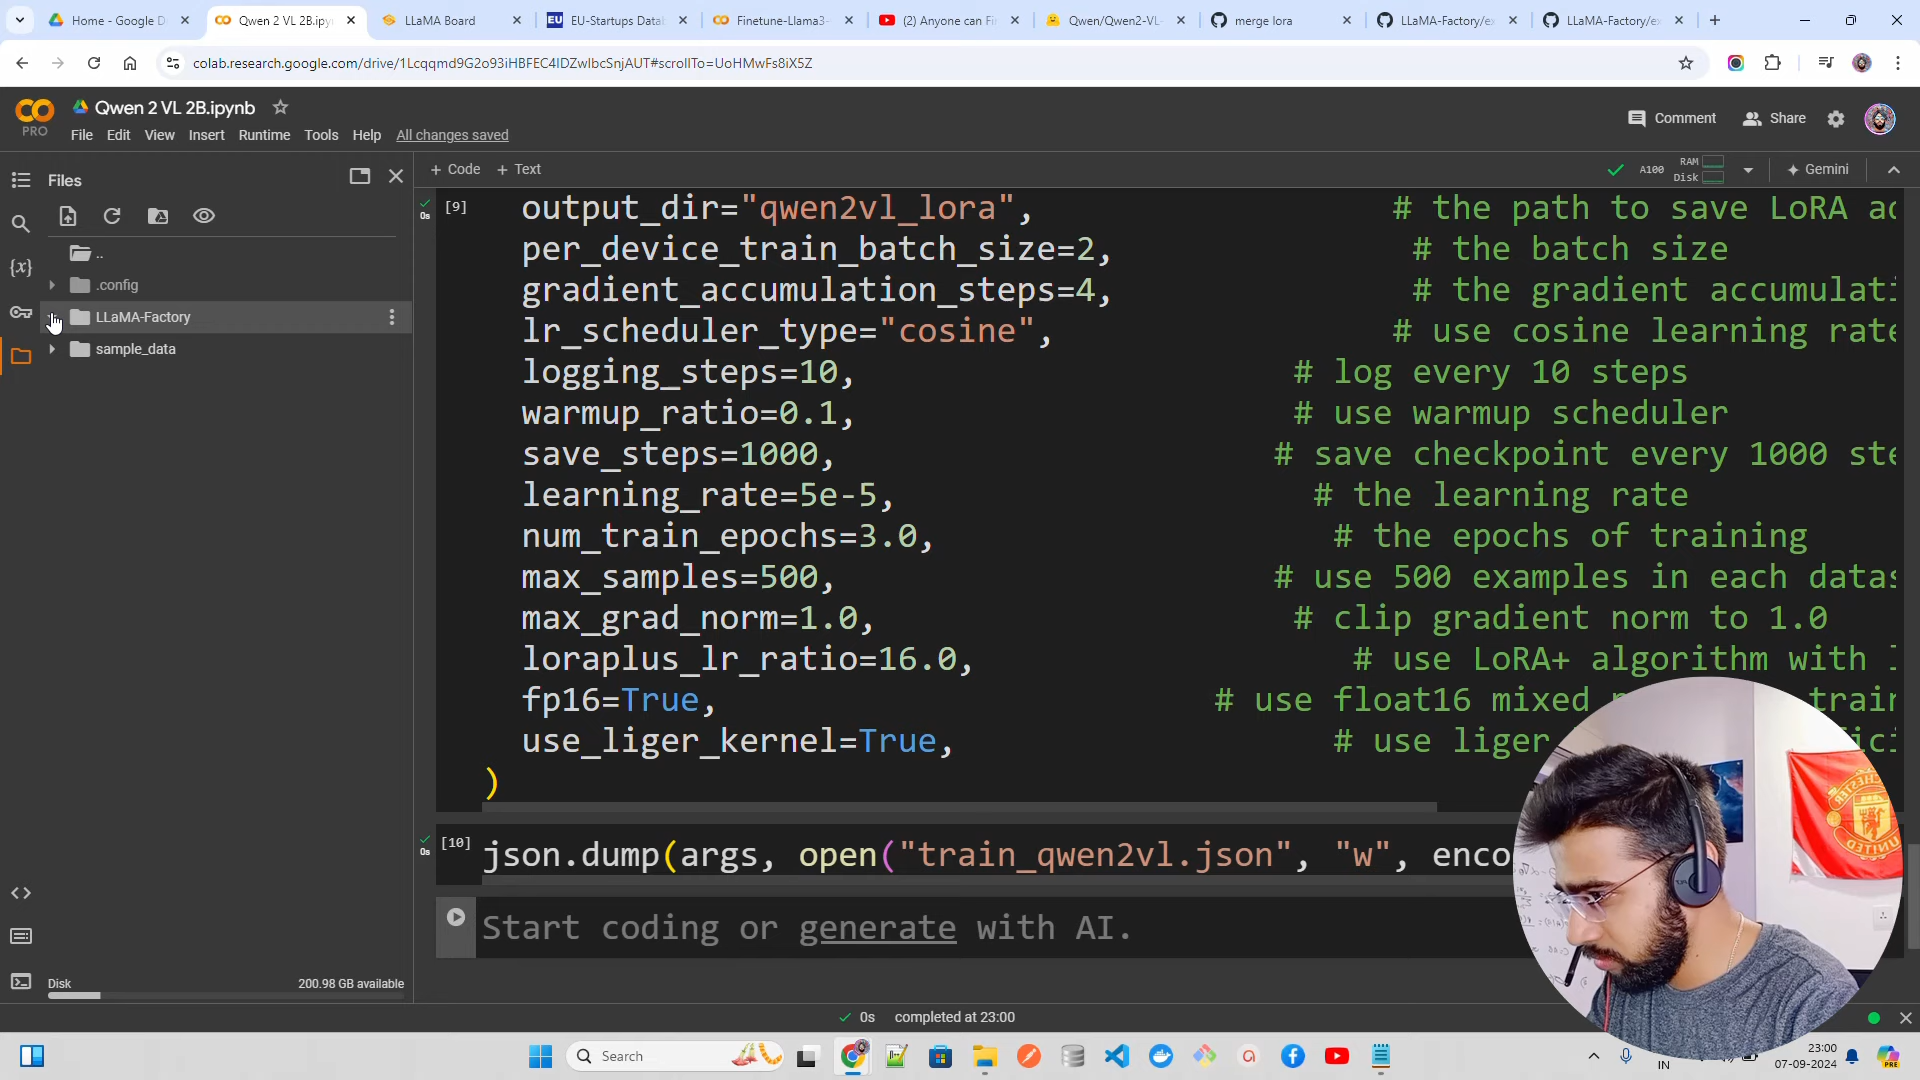 Home - Google D
Qwen 2 VL 2B.ipy
LLaMA Board
EU-Startups Data
Finetune-Llama3-
(2) Anyone can Fi
Qwen/Qwen2-VL-
merge lora
LLaMA-Factory/e
LLaMA-Factory/e
colab.research.google.com/drive/1Lcqqmd9G2o93iHBFEC4IDZwIbcSnjAUT#scrollTo=UoHMwFs8iX5Z
Qwen 2 VL 2B.ipynb
PRO
File Edit View Insert Runtime Tools Help All changes saved
Comment
Share
Files
+ Code + Text
A100
RAM
Disk
Gemini
..
.config
LLaMA-Factory
sample_data
{x}
Disk
200.98 GB available
[9]
0s
output_dir="qwen2vl_lora", # the path to save LoRA
per_device_train_batch_size=2, # the batch size
gradient_accumulation_steps=4, # the gradient accumulati
lr_scheduler_type="cosine", # use cosine learning rate
logging_steps=10, # log every 10 steps
warmup_ratio=0.1, # use warmup scheduler
save_steps=1000, # save checkpoint every 1000 ste
learning_rate=5e-5, # the learning rate
num_train_epochs=3.0, # the epochs of training
max_samples=500, # use 500 examples in each datas
max_grad_norm=1.0, # clip gradient norm to 1.0
loraplus_lr_ratio=16.0, # use LoRA+ algorithm with
fp16=True, # use float16 mixed train
use_liger_kernel=True, # use liger
)
[10]
0s
json.dump(args, open("train_qwen2vl.json", "w", enco
Start coding or generate with AI.
0s completed at 23:00
Search
IN
23:00
07-09-2024
MANCHESTER
UNITED